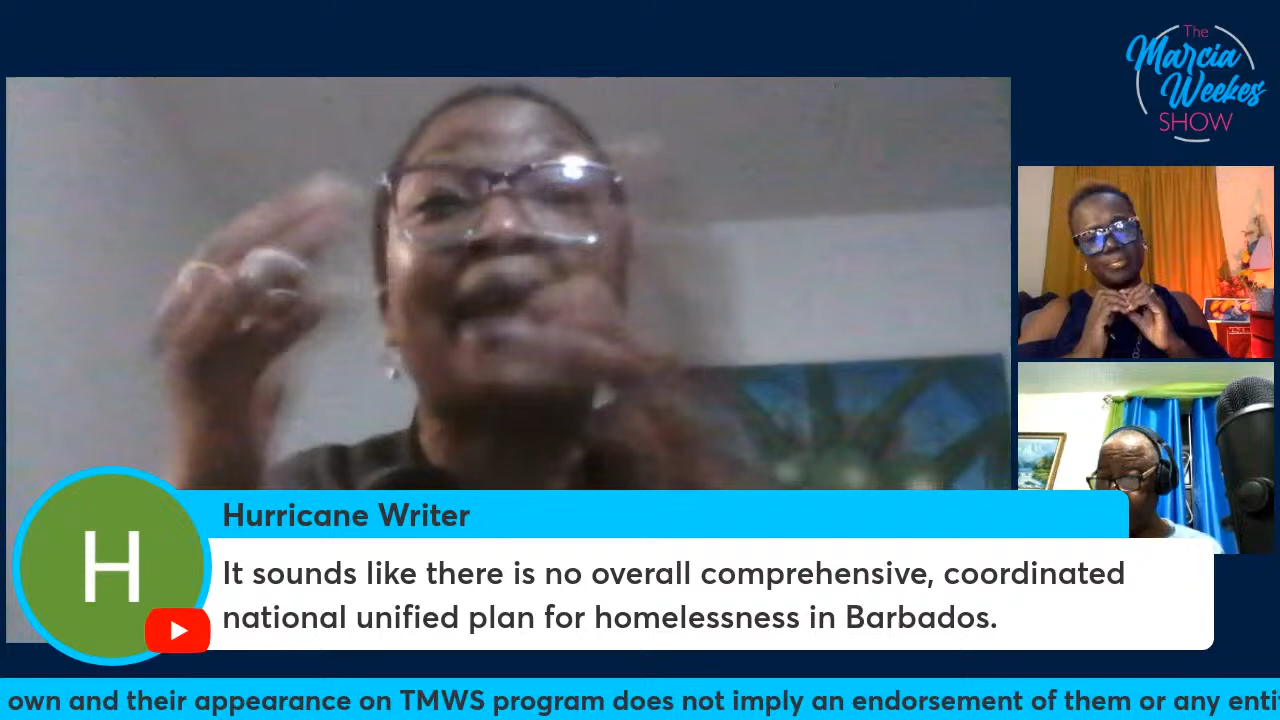 The
Marcia
Weekes
SHOW
H
Hurricane Writer
It sounds like there is no overall comprehensive, coordinated
national unified plan for homelessness in Barbados.
own and their appearance on TMWS program does not imply an endorsement of them or any enti